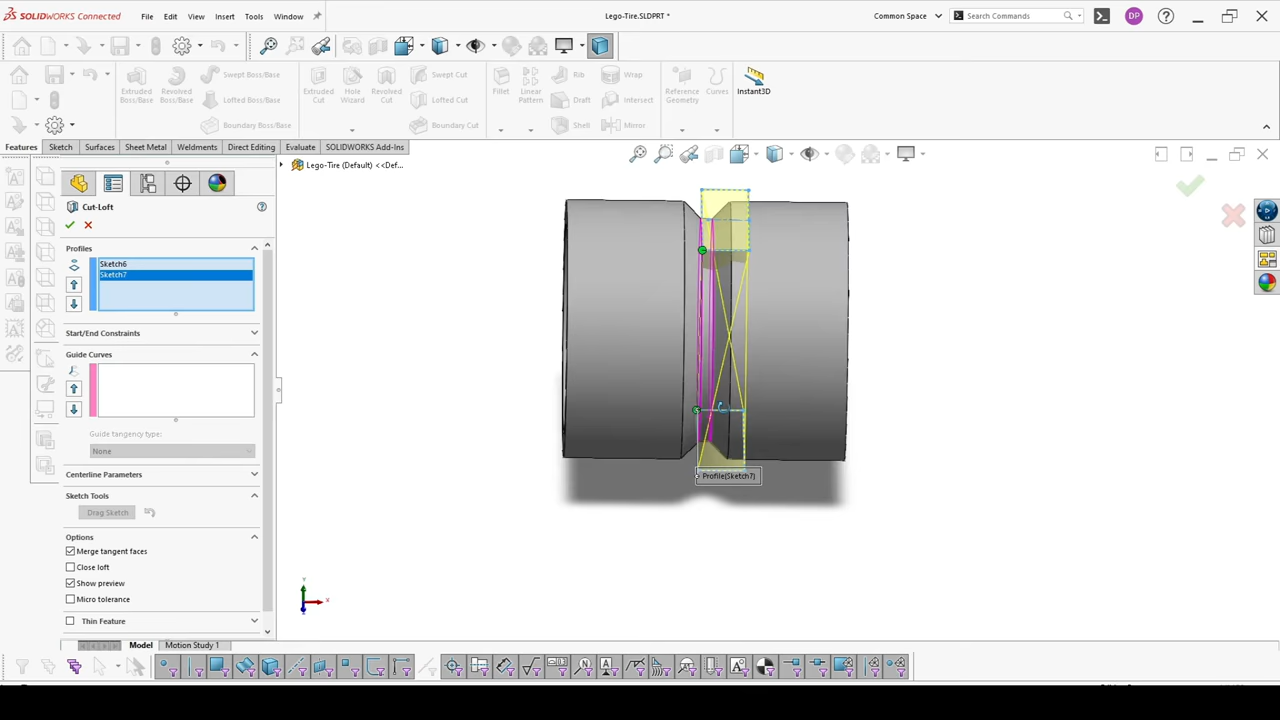 SOLIDWORKS Connected
File
Edit
View
Insert
Tools
Window
Lego-Tire.SLDPRT *
Common Space
Search Commands
DP
Extruded Boss/Base
Revolved Boss/Base
Swept Boss/Base
Lofted Boss/Base
Boundary Boss/Base
Extruded Cut
Hole Wizard
Revolved Cut
Swept Cut
Lofted Cut
Boundary Cut
Fillet
Linear Pattern
Rib
Draft
Shell
Wrap
Intersect
Mirror
Reference Geometry
Curves
Instant3D
Features
Sketch
Surfaces
Sheet Metal
Weldments
Direct Editing
Evaluate
SOLIDWORKS Add-Ins
Lego-Tire (Default) <<Def...
Cut-Loft
Profiles
Sketch6
Sketch7
Start/End Constraints
Guide Curves
Guide tangency type:
None
Centerline Parameters
Sketch Tools
Drag Sketch
Options
Merge tangent faces
Close loft
Show preview
Micro tolerance
Thin Feature
Profile(Sketch7)
Y
X
Model
Motion Study 1